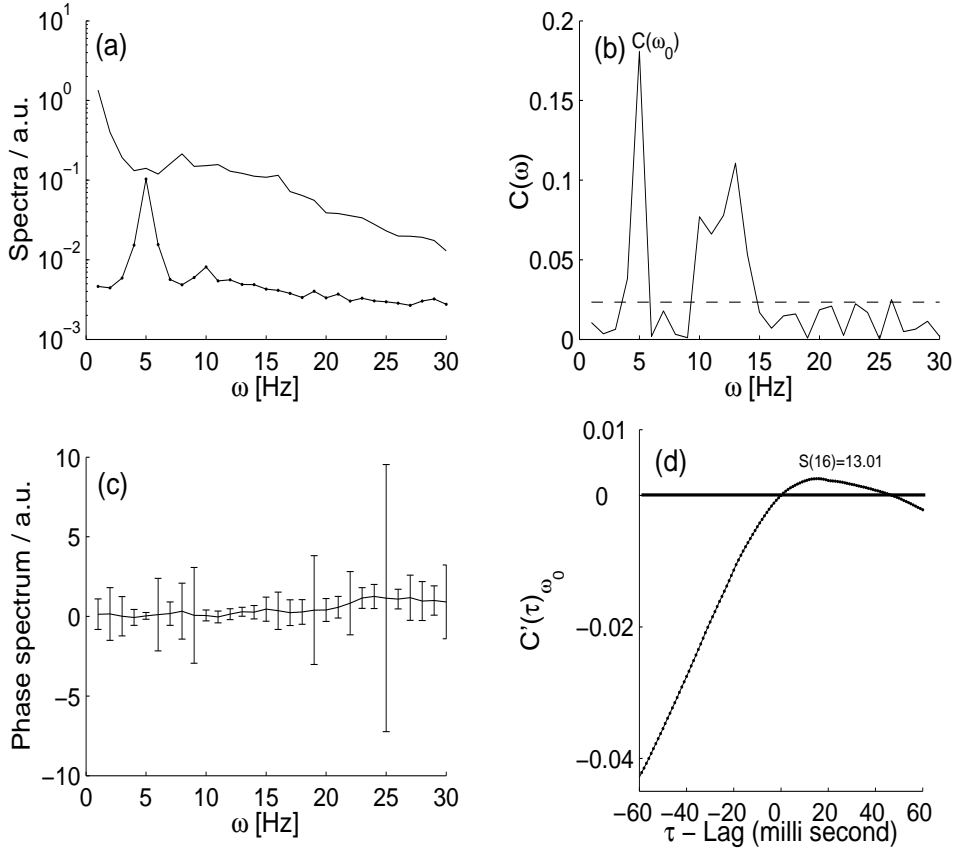 (a)
Spectra / a.u.
10^1
10^0
10^−1
10^−2
10^−3
0 5 10 15 20 25 30
ω [Hz]
(b)
C(ω_0)
C(ω)
0.2
0.15
0.1
0.05
0
0 5 10 15 20 25 30
ω [Hz]
(c)
Phase spectrum / a.u.
10
5
0
−5
−10
0 5 10 15 20 25 30
ω [Hz]
(d)
S(16)=13.01
C’(τ)_ω_0
0.01
0
−0.02
−0.04
−60 −40 −20 0 20 40 60
τ − Lag (milli second)